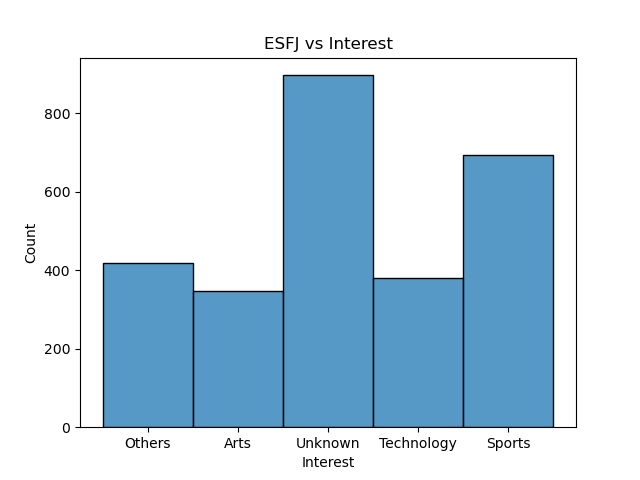 ESFJ vs Interest
800
600
400
200
0
Count
Others Arts Unknown Technology Sports
Interest